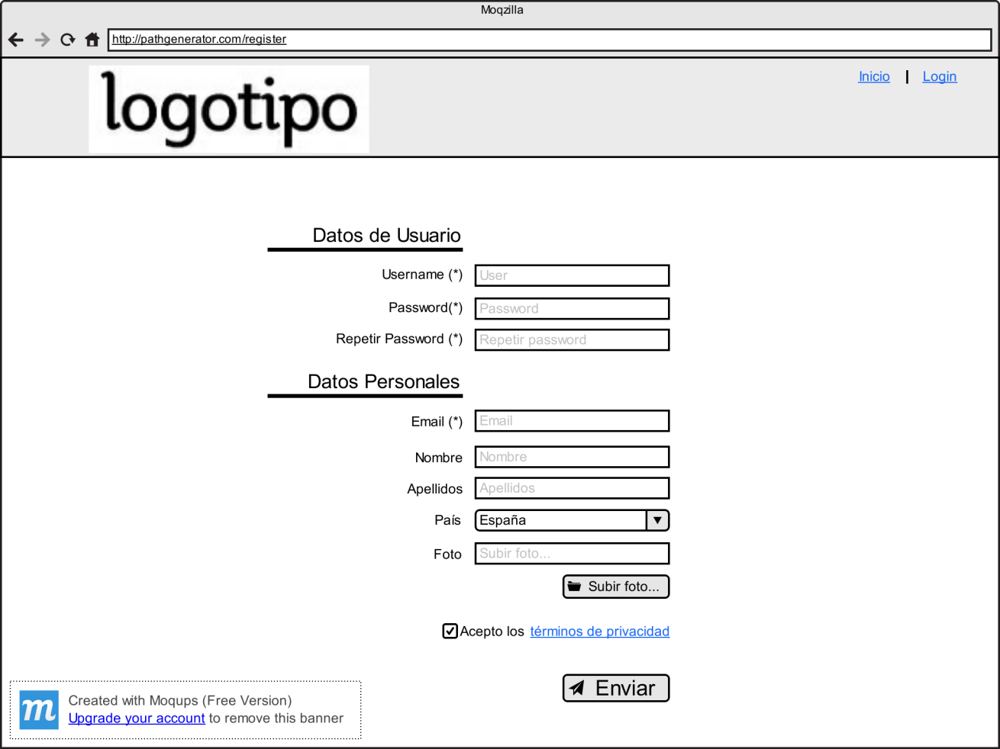 Moqzilla
http://pathgenerator.com/register
logotipo
Inicio | Login
Datos de Usuario
Username (*) User
Password(*) Password
Repetir Password (*) Repetir password
Datos Personales
Email (*) Email
Nombre Nombre
Apellidos Apellidos
País España
Foto Subir foto...
Subir foto...
Acepto los términos de privacidad
Enviar
m
Created with Moqups (Free Version)
Upgrade your account to remove this banner